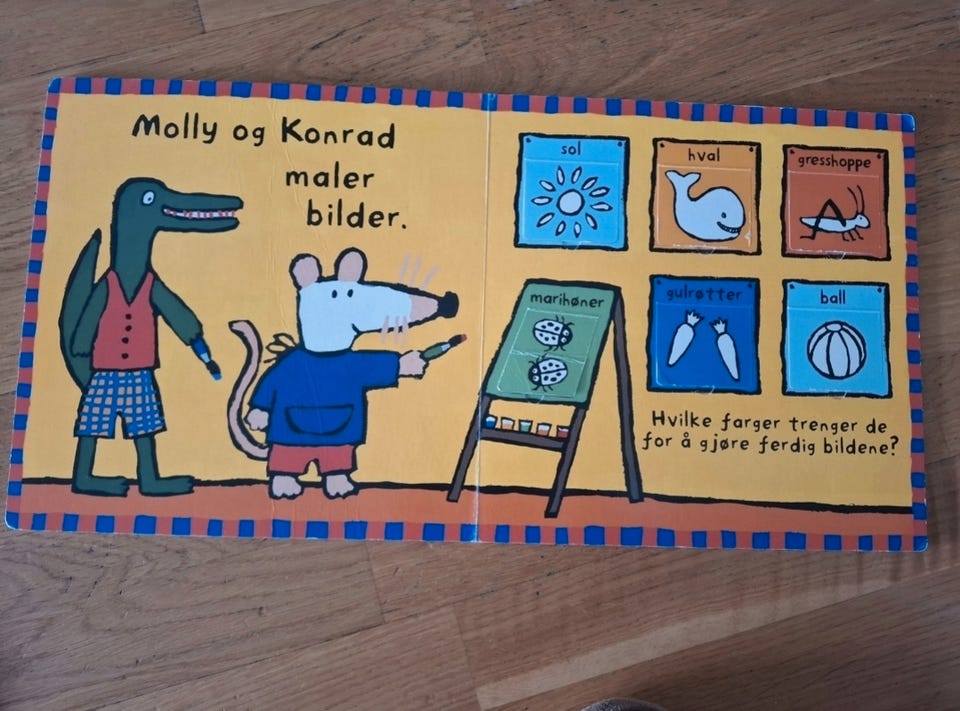 Molly og Konrad
maler
bilder.
sol
hval
gresshoppe
marihøner
gulrøtter
ball
Hvilke farger trenger de
for å gjøre ferdig bildene?